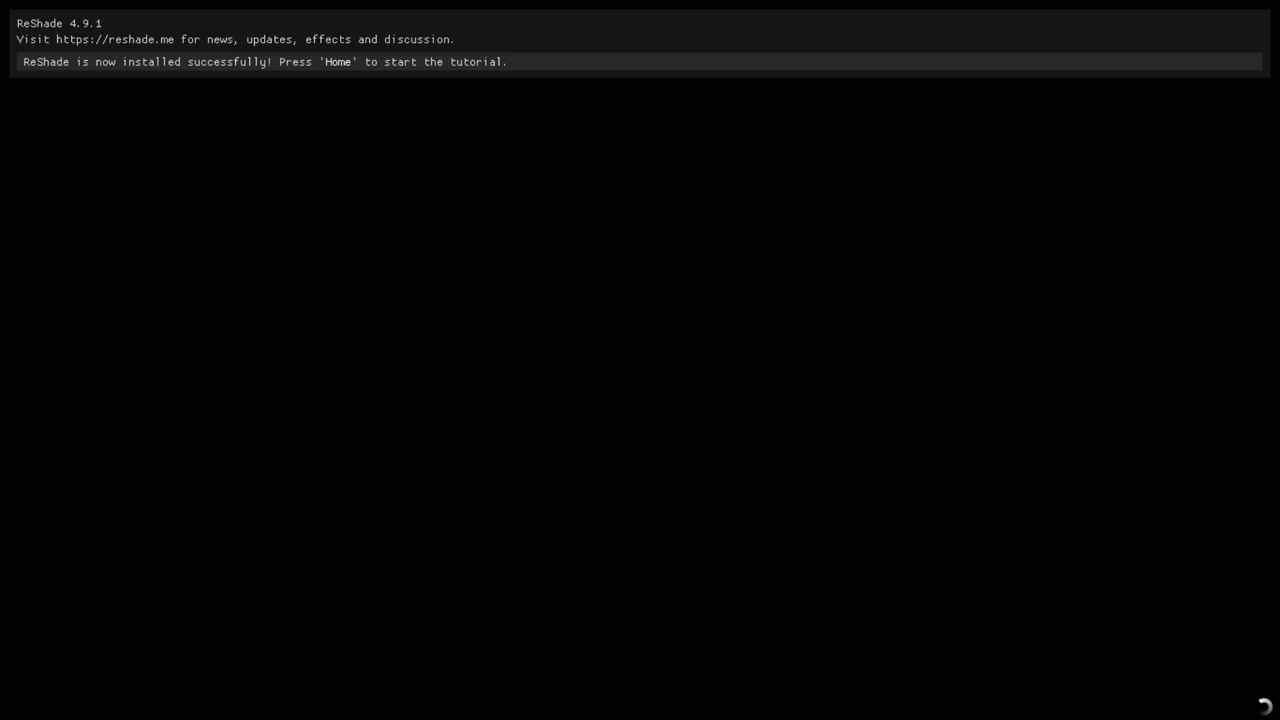 ReShade 4.9.1
Visit https://reshade.me for news, updates, effects and discussion.
ReShade is now installed successfully! Press 'Home' to start the tutorial.